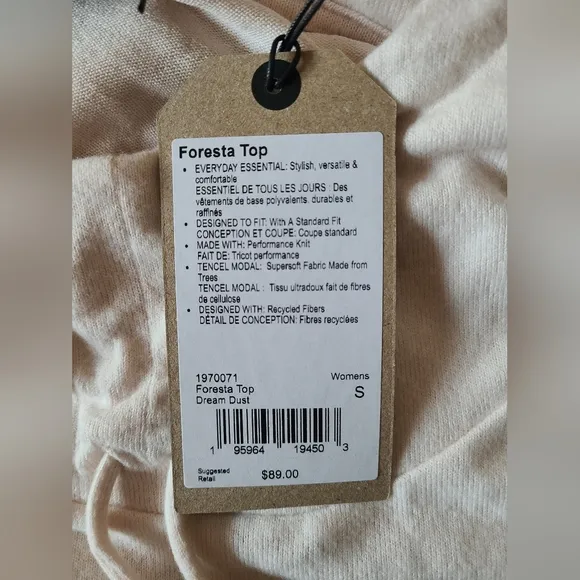 Foresta Top
• EVERYDAY ESSENTIAL: Stylish, versatile &
comfortable
ESSENTIEL DE TOUS LES JOURS : Des
vêtements de base polyvalents, durables et
raffinés
• DESIGNED TO FIT: With A Standard Fit
CONCEPTION ET COUPE: Coupe standard
• MADE WITH: Performance Knit
FAIT DE: Tricot performance
• TENCEL MODAL: Supersoft Fabric Made from
Trees
TENCEL MODAL : Tissu ultradoux fait de fibres
de cellulose
• DESIGNED WITH: Recycled Fibers
DÉTAIL DE CONCEPTION: Fibres recyclées
1970071 Womens
Foresta Top S
Dream Dust
1 95964 19450 3
Suggested
Retail $89.00